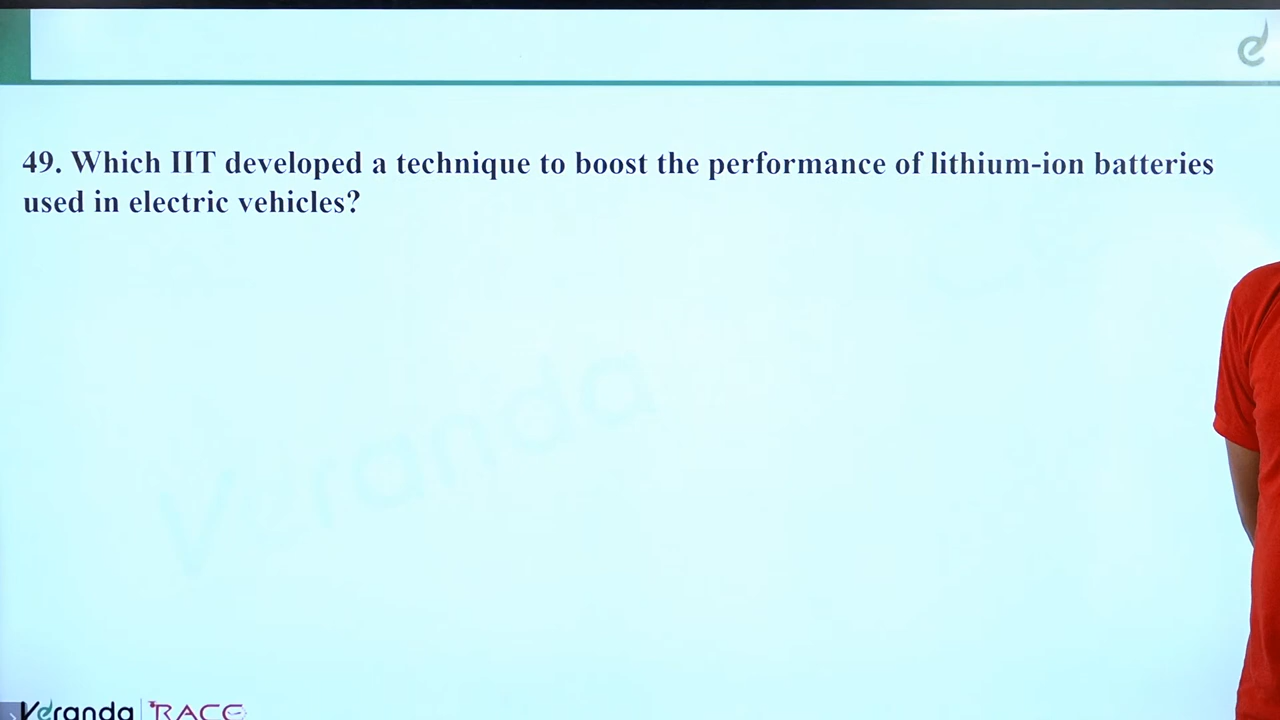 49. Which IIT developed a technique to boost the performance of lithium-ion batteries
used in electric vehicles?
Veranda
Veranda RACE